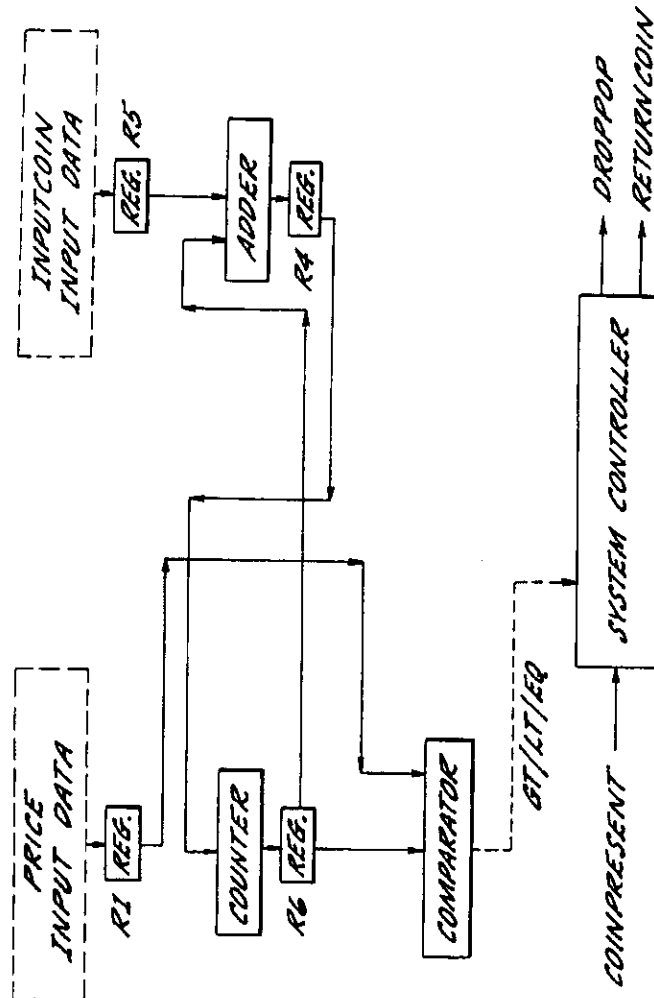 PRICE
INPUT DATA
INPUTCOIN
INPUT DATA
REG.
R1
REG.
R5
COUNTER
ADDER
REG.
R6
REG.
R4
COMPARATOR
GT/LT/EQ
COINPRESENT
SYSTEM CONTROLLER
DROPPOP
RETURNCOIN